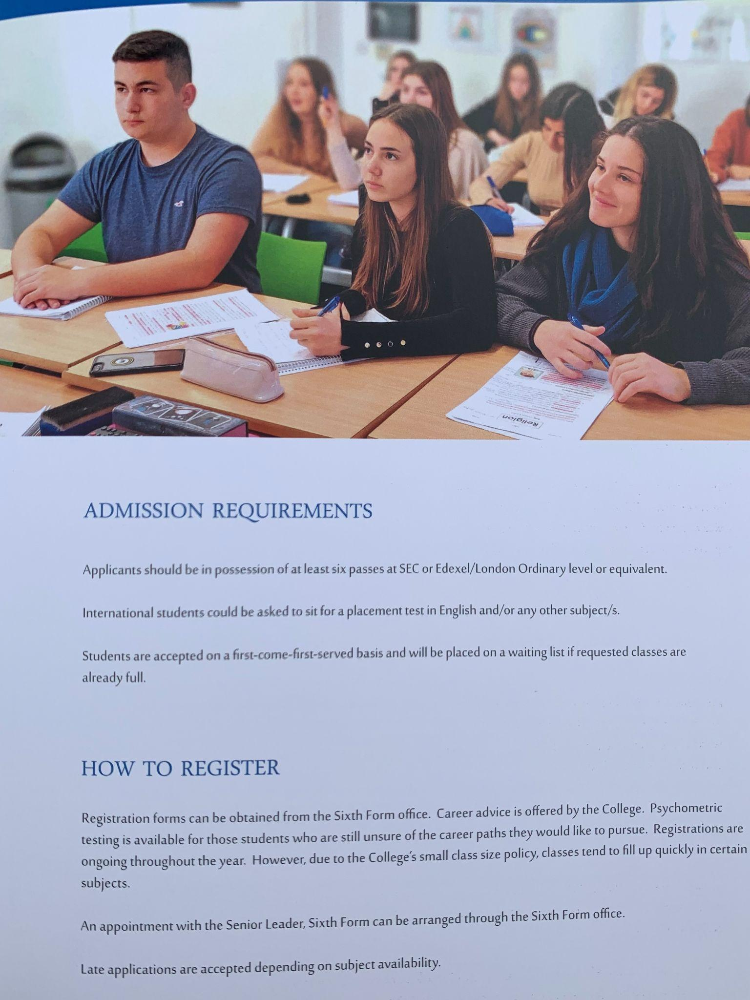 Religion
ADMISSION REQUIREMENTS
Applicants should be in possession of at least six passes at SEC or Edexel/London Ordinary level or equivalent.
International students could be asked to sit for a placement test in English and/or any other subject/s.
Students are accepted on a first-come-first-served basis and will be placed on a waiting list if requested classes are
already full.
HOW TO REGISTER
Registration forms can be obtained from the Sixth Form office. Career advice is offered by the College. Psychometric
testing is available for those students who are still unsure of the career paths they would like to pursue. Registrations are
ongoing throughout the year. However, due to the College's small class size policy, classes tend to fill up quickly in certain
subjects.
An appointment with the Senior Leader, Sixth Form can be arranged through the Sixth Form office.
Late applications are accepted depending on subject availability.